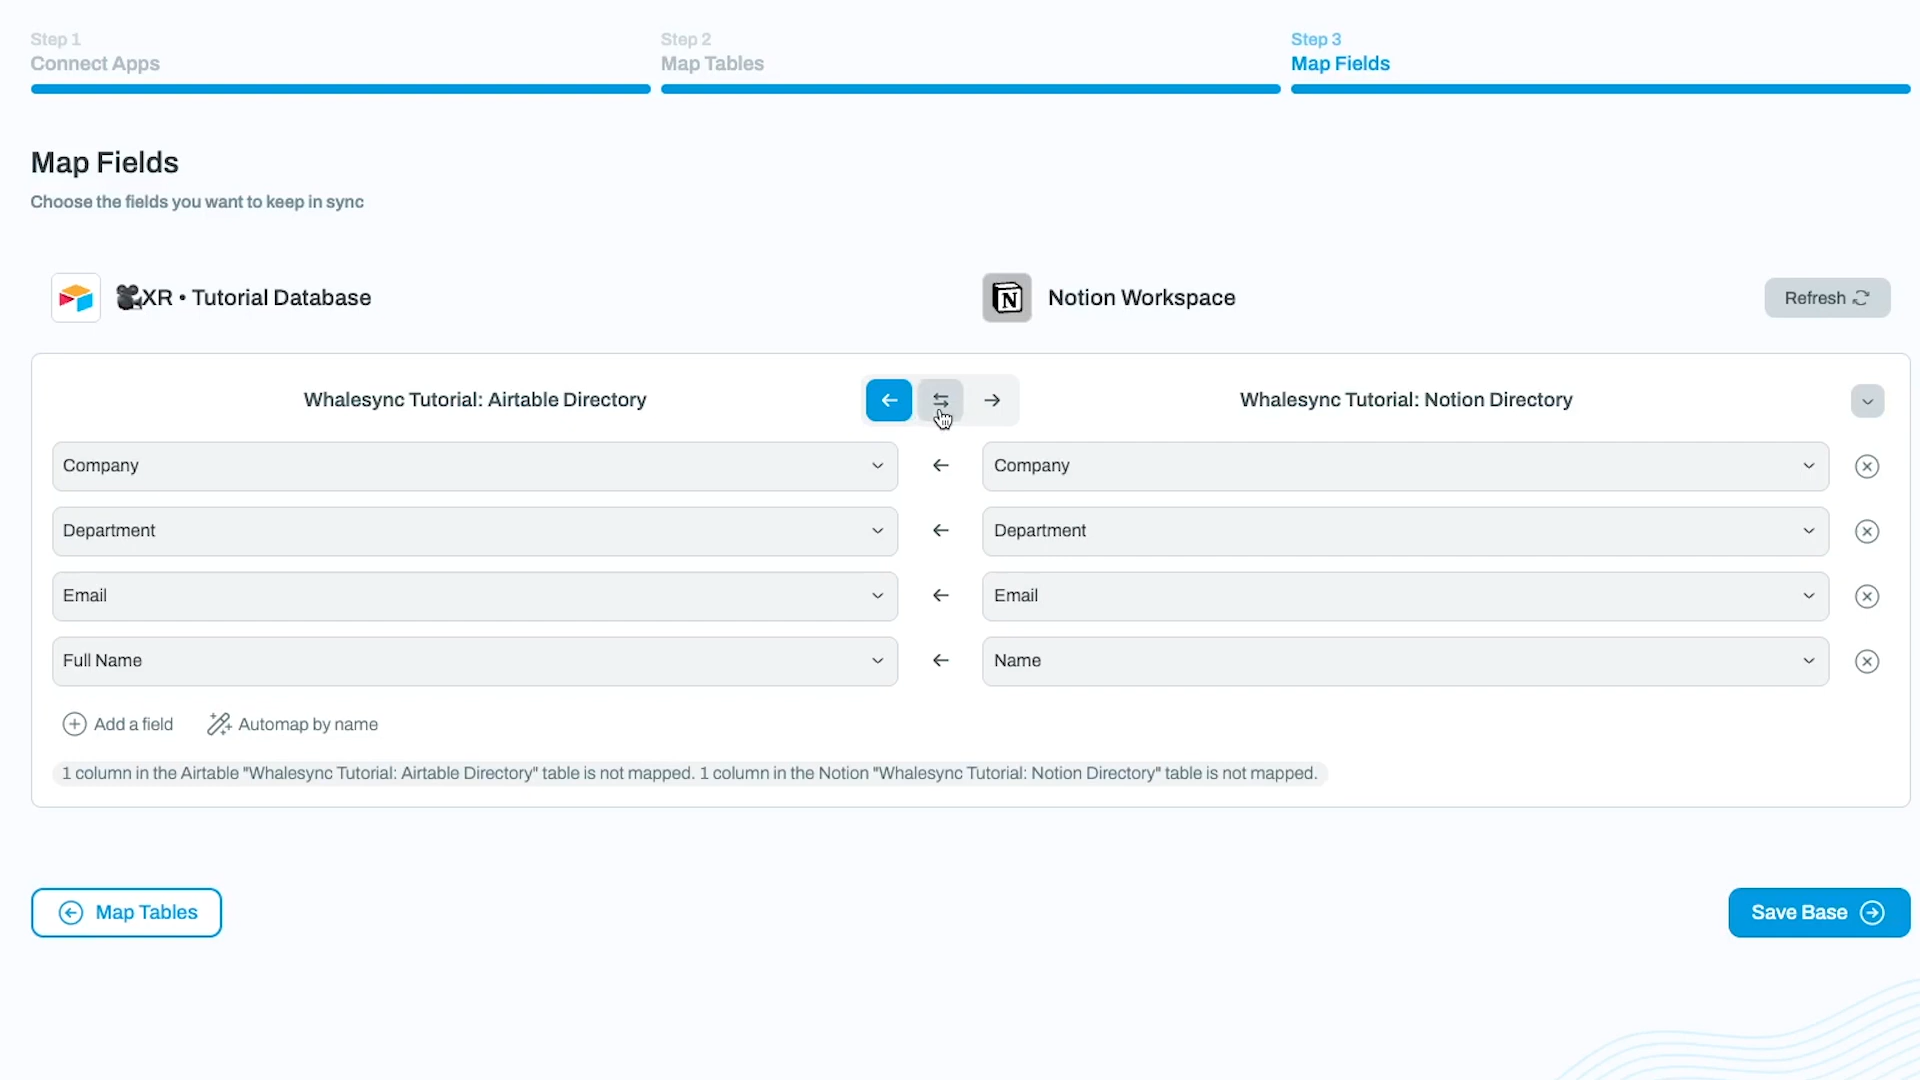 Step 1
Connect Apps
Step 2
Map Tables
Step 3
Map Fields
Map Fields
Choose the fields you want to keep in sync
XR • Tutorial Database
N Notion Workspace
Refresh
Whalesync Tutorial: Airtable Directory
Whalesync Tutorial: Notion Directory
Company
Company
Department
Department
Email
Email
Full Name
Name
Add a field
Automap by name
1 column in the Airtable "Whalesync Tutorial: Airtable Directory" table is not mapped. 1 column in the Notion "Whalesync Tutorial: Notion Directory" table is not mapped.
Map Tables
Save Base